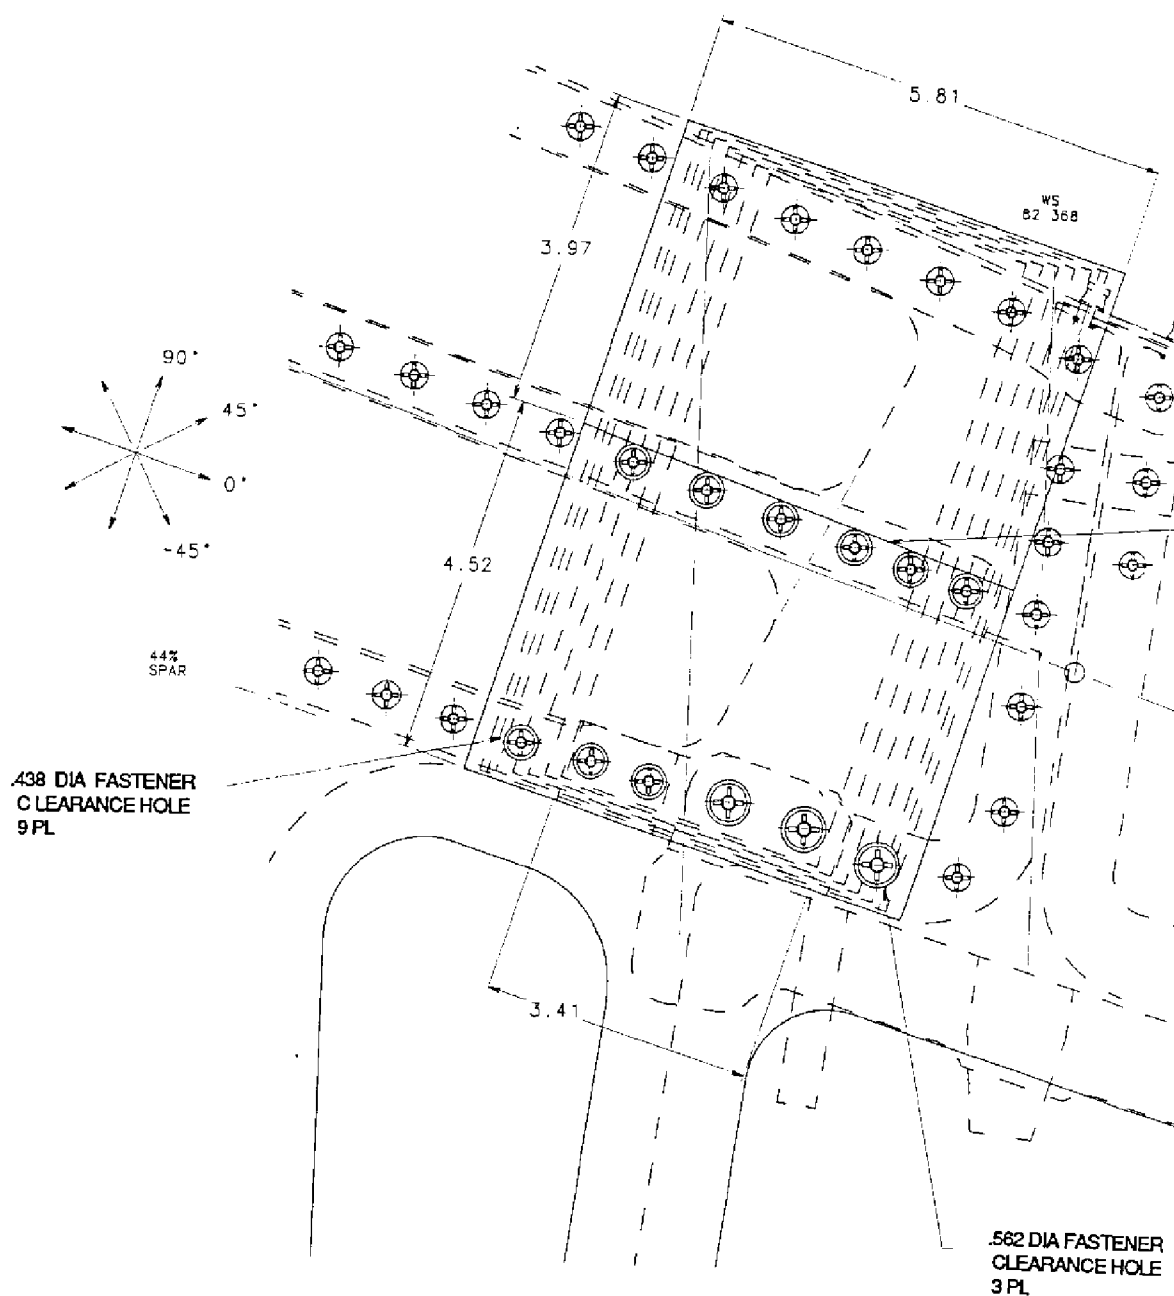 5.81
WS
82 368
3.97
90°
45°
0°
-45°
4.52
44%
SPAR
.438 DIA FASTENER
C LEARANCE HOLE
9 PL
3.41
.562 DIA FASTENER
CLEARANCE HOLE
3 PL